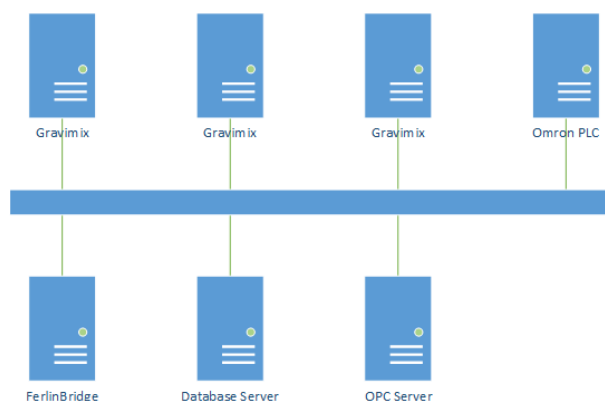 Gravimix
Gravimix
Gravimix
Omron PLC
FerlinBridge
Database Server
OPC Server